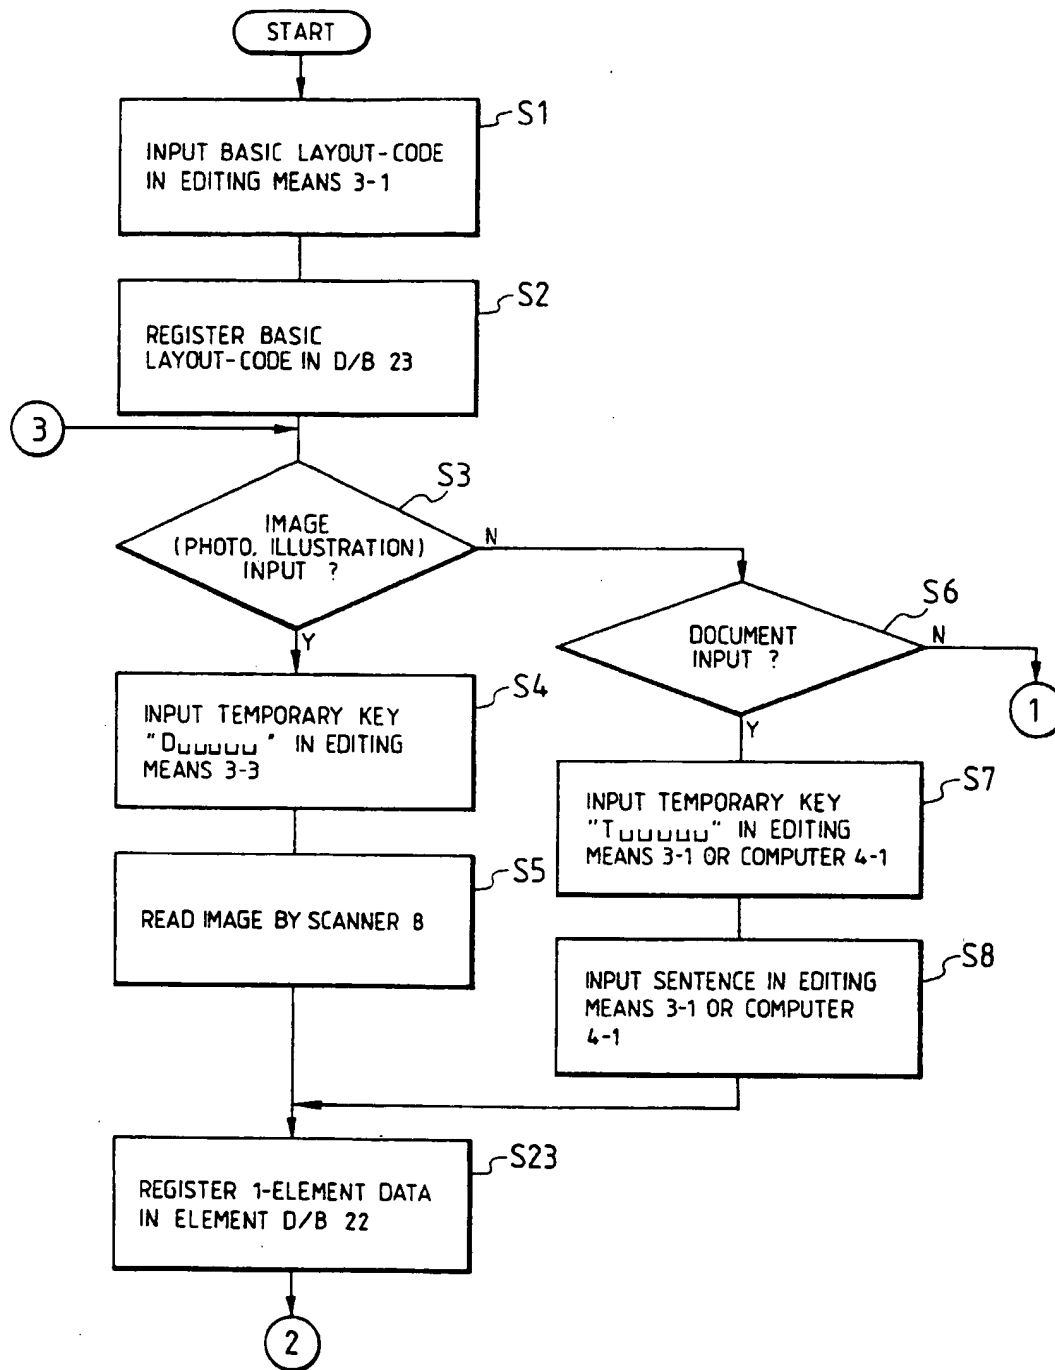 START
S1
INPUT BASIC LAYOUT-CODE
IN EDITING MEANS 3-1
S2
REGISTER BASIC
LAYOUT-CODE IN D/B 23
3
S3
IMAGE
(PHOTO. ILLUSTRATION)
INPUT ?
N
Y
S6
DOCUMENT
INPUT ?
N
1
Y
S4
INPUT TEMPORARY KEY
"D␣␣␣␣␣" IN EDITING
MEANS 3-3
S7
INPUT TEMPORARY KEY
"T␣␣␣␣␣" IN EDITING
MEANS 3-1 OR COMPUTER 4-1
S5
READ IMAGE BY SCANNER 8
S8
INPUT SENTENCE IN EDITING
MEANS 3-1 OR COMPUTER
4-1
S23
REGISTER 1-ELEMENT DATA
IN ELEMENT D/B 22
2